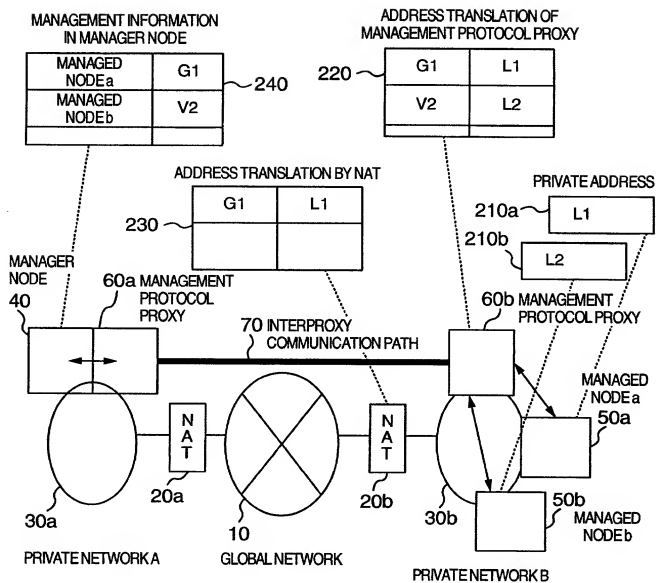 MANAGEMENT INFORMATION
IN MANAGER NODE
MANAGED
NODE a
G1
MANAGED
NODE b
V2
240
ADDRESS TRANSLATION OF
MANAGEMENT PROTOCOL PROXY
220
G1
L1
V2
L2
ADDRESS TRANSLATION BY NAT
230
G1
L1
PRIVATE ADDRESS
210a
L1
210b
L2
MANAGER
NODE
40
60a
MANAGEMENT
PROTOCOL
PROXY
70 INTERPROXY
COMMUNICATION PATH
60b
MANAGEMENT
PROTOCOL PROXY
MANAGED
NODE a
50a
NAT
20a
NAT
20b
30a
10
30b
50b
MANAGED
NODE b
PRIVATE NETWORK A
GLOBAL NETWORK
PRIVATE NETWORK B